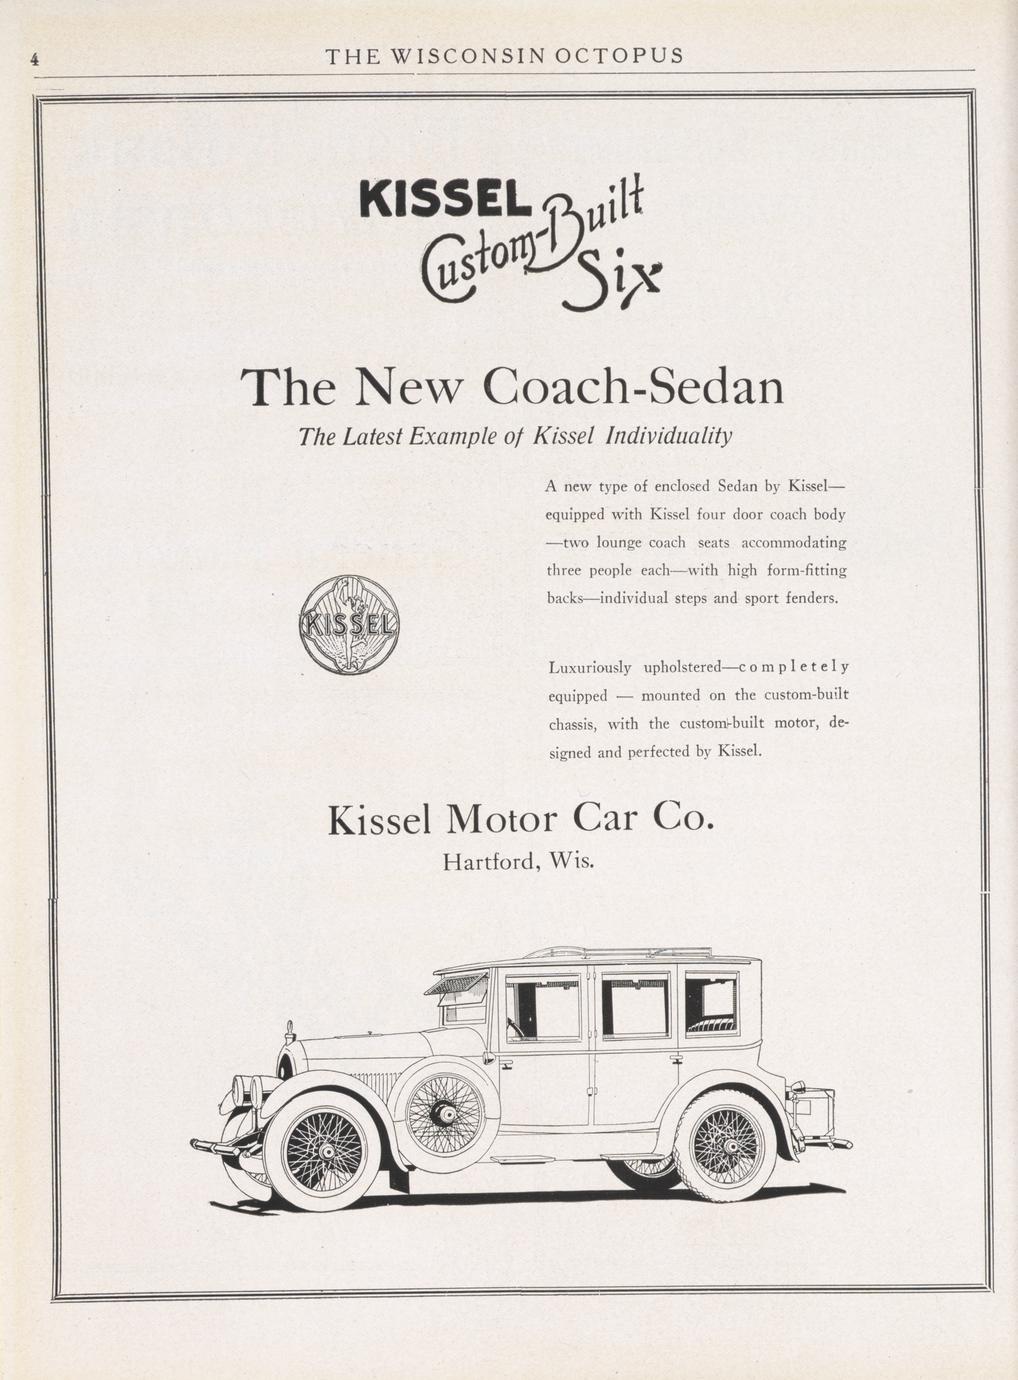 4
THE WISCONSIN OCTOPUS
KISSEL
Custom-Built
Six
The New Coach-Sedan
The Latest Example of Kissel Individuality
A new type of enclosed Sedan by Kissel—
equipped with Kissel four door coach body
—two lounge coach seats accommodating
three people each—with high form-fitting
backs—individual steps and sport fenders.
KISSEL
Luxuriously upholstered—completely
equipped — mounted on the custom-built
chassis, with the custom-built motor, de-
signed and perfected by Kissel.
Kissel Motor Car Co.
Hartford, Wis.